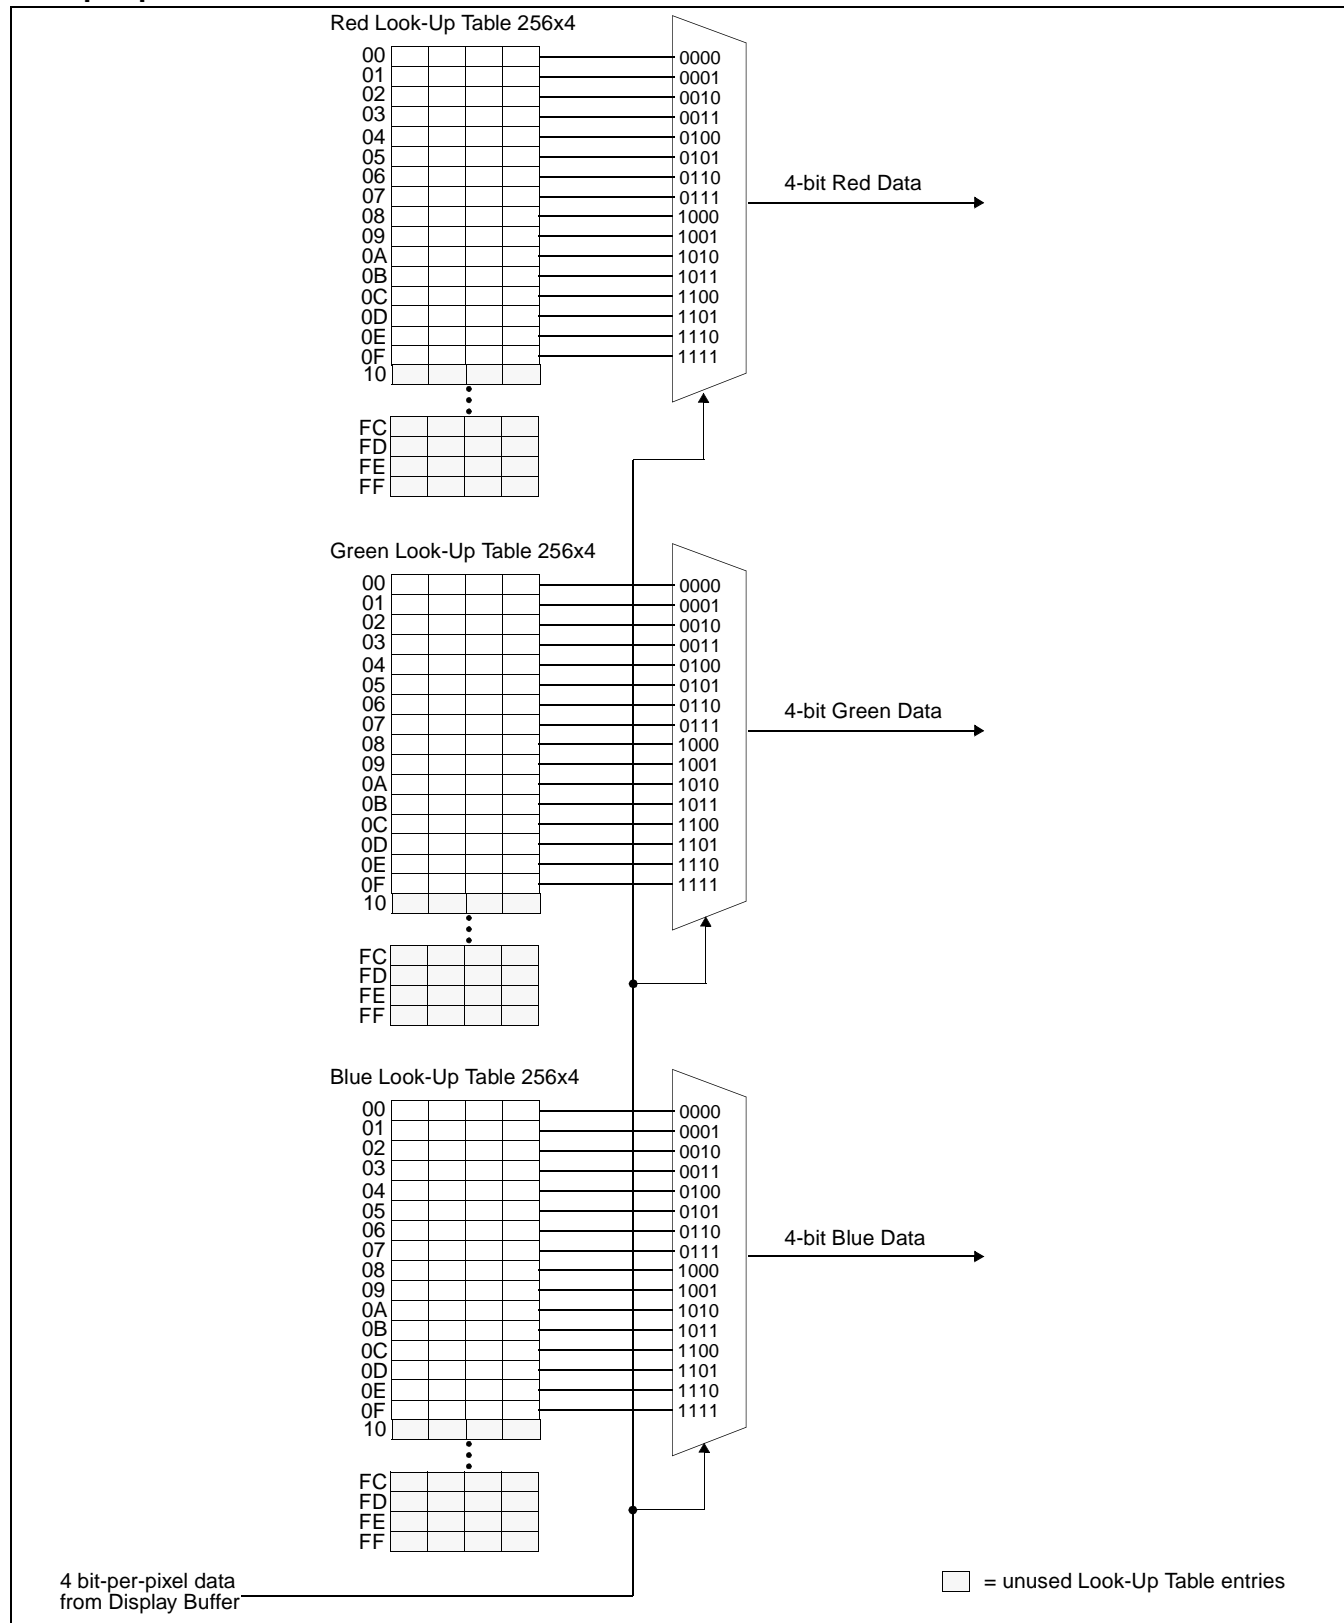 Red Look-Up Table 256x4
00 0000
01 0001
02 0010
03 0011
04 0100
05 0101
06 0110
07 0111
08 1000
09 1001
0A 1010
0B 1011
0C 1100
0D 1101
0E 1110
0F 1111
10
FC
FD
FE
FF
4-bit Red Data
Green Look-Up Table 256x4
00 0000
01 0001
02 0010
03 0011
04 0100
05 0101
06 0110
07 0111
08 1000
09 1001
0A 1010
0B 1011
0C 1100
0D 1101
0E 1110
0F 1111
10
FC
FD
FE
FF
4-bit Green Data
Blue Look-Up Table 256x4
00 0000
01 0001
02 0010
03 0011
04 0100
05 0101
06 0110
07 0111
08 1000
09 1001
0A 1010
0B 1011
0C 1100
0D 1101
0E 1110
0F 1111
10
FC
FD
FE
FF
4-bit Blue Data
4 bit-per-pixel data
from Display Buffer
= unused Look-Up Table entries